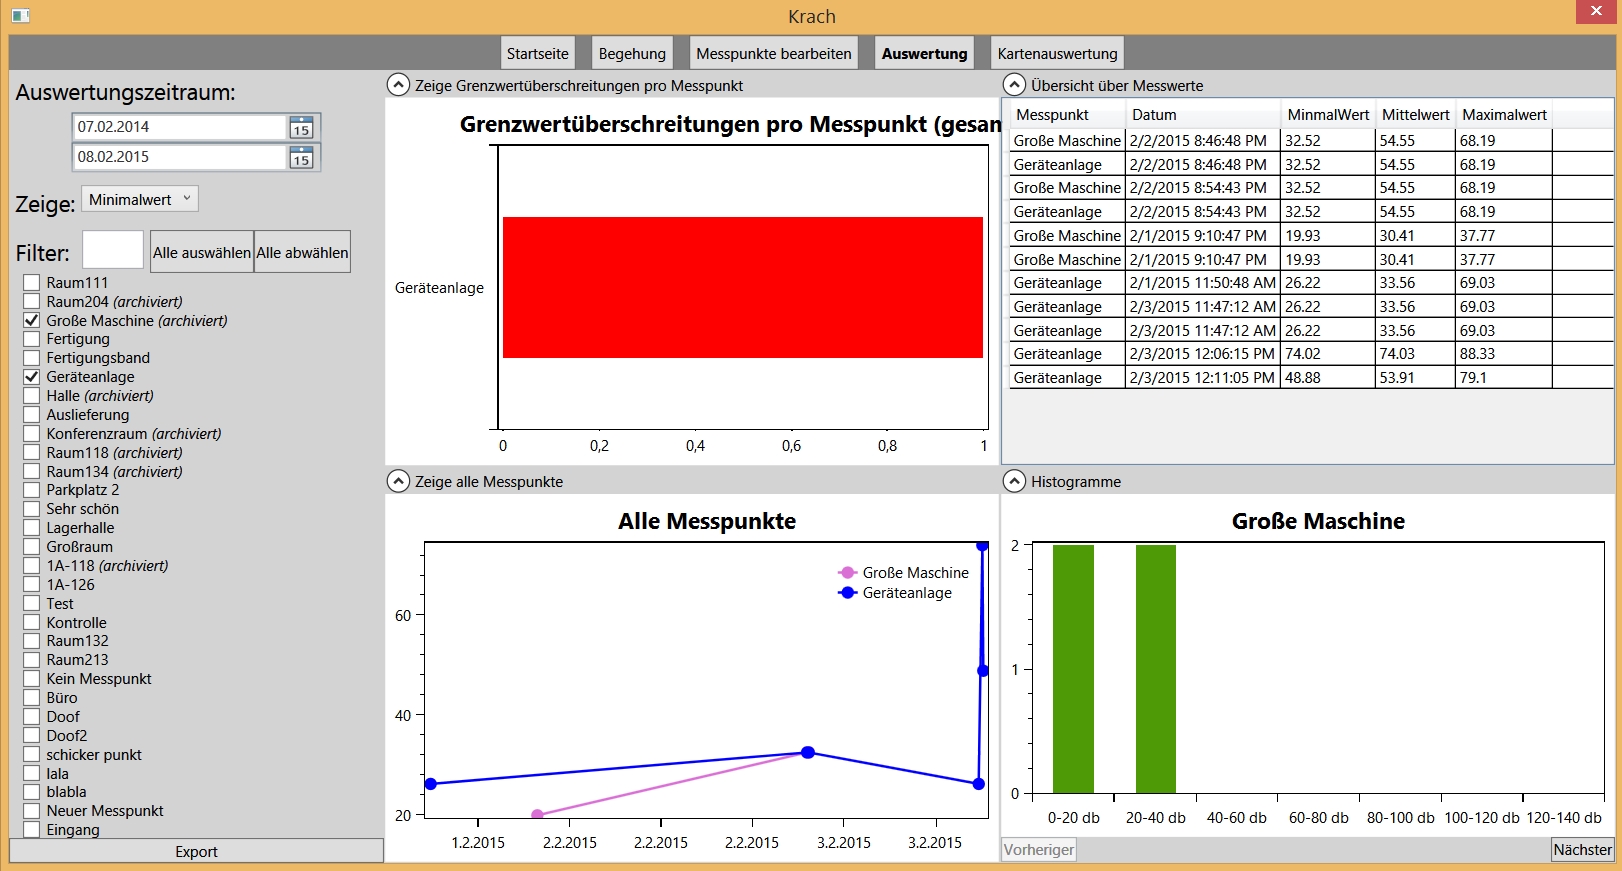 Krach
Startseite Begehung Messpunkte bearbeiten Auswertung Kartenauswertung
Auswertungszeitraum:
07.02.2014 15
08.02.2015 15
Zeige: Minimalwert
Filter: Alle auswählen Alle abwählen
Raum111
Raum204 (archiviert)
Große Maschine (archiviert)
Fertigung
Fertigungsband
Geräteanlage
Halle (archiviert)
Auslieferung
Konferenzraum (archiviert)
Raum118 (archiviert)
Raum134 (archiviert)
Parkplatz 2
Sehr schön
Lagerhalle
Großraum
1A-118 (archiviert)
1A-126
Test
Kontrolle
Raum132
Raum213
Kein Messpunkt
Büro
Doof
Doof2
schicker punkt
lala
blabla
Neuer Messpunkt
Eingang
Export
Zeige Grenzwertüberschreitungen pro Messpunkt
Grenzwertüberschreitungen pro Messpunkt (gesan
Geräteanlage
0 0,2 0,4 0,6 0,8 1
Übersicht über Messwerte
Messpunkt Datum MinmalWert Mittelwert Maximalwert
Große Maschine 2/2/2015 8:46:48 PM 32.52 54.55 68.19
Geräteanlage 2/2/2015 8:46:48 PM 32.52 54.55 68.19
Große Maschine 2/2/2015 8:54:43 PM 32.52 54.55 68.19
Geräteanlage 2/2/2015 8:54:43 PM 32.52 54.55 68.19
Große Maschine 2/1/2015 9:10:47 PM 19.93 30.41 37.77
Große Maschine 2/1/2015 9:10:47 PM 19.93 30.41 37.77
Geräteanlage 2/1/2015 11:50:48 AM 26.22 33.56 69.03
Geräteanlage 2/3/2015 11:47:12 AM 26.22 33.56 69.03
Geräteanlage 2/3/2015 11:47:12 AM 26.22 33.56 69.03
Geräteanlage 2/3/2015 12:06:15 PM 74.02 74.03 88.33
Geräteanlage 2/3/2015 12:11:05 PM 48.88 53.91 79.1
Zeige alle Messpunkte
Alle Messpunkte
Große Maschine
Geräteanlage
60
40
20
1.2.2015 2.2.2015 2.2.2015 2.2.2015 3.2.2015 3.2.2015
Histogramme
Große Maschine
2
1
0
0-20 db 20-40 db 40-60 db 60-80 db 80-100 db 100-120 db 120-140 db
Vorheriger Nächster